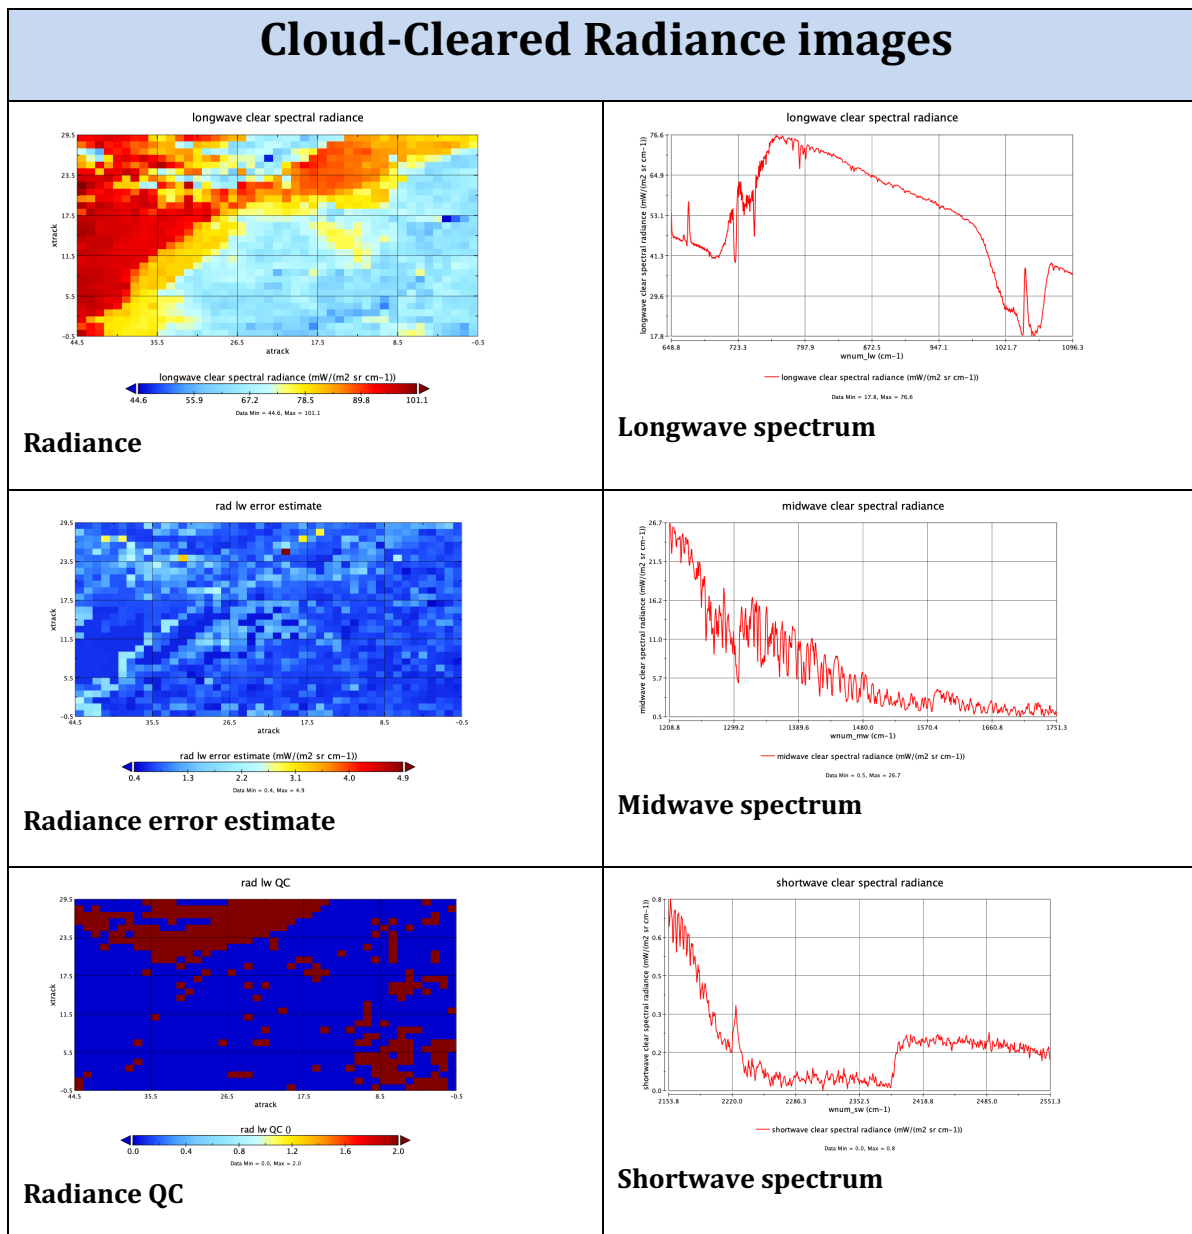 Cloud-Cleared Radiance images
longwave clear spectral radiance
29.5
23.5
17.5
11.5
5.5
-0.5
xtrack
44.5 35.5 26.5 17.5 8.5 -0.5
atrack
longwave clear spectral radiance (mW/(m2 sr cm-1))
44.6 55.9 67.2 78.5 89.8 101.1
Data Min = 44.6, Max = 101.1
Radiance
longwave clear spectral radiance
76.6
64.9
53.1
41.3
29.6
17.8
longwave clear spectral radiance (mW/(m2 sr cm-1))
648.8 723.3 797.9 872.5 947.1 1021.7 1096.3
wnum_lw (cm-1)
longwave clear spectral radiance (mW/(m2 sr cm-1))
Data Min = 17.8, Max = 76.6
Longwave spectrum
rad lw error estimate
29.5
23.5
17.5
11.5
5.5
-0.5
xtrack
44.5 35.5 26.5 17.5 8.5 -0.5
atrack
rad lw error estimate (mW/(m2 sr cm-1))
0.4 1.3 2.2 3.1 4.0 4.9
Data Min = 0.4, Max = 4.9
Radiance error estimate
midwave clear spectral radiance
26.7
21.5
16.2
11.0
5.7
0.5
midwave clear spectral radiance (mW/(m2 sr cm-1))
1208.8 1299.2 1389.6 1480.0 1570.4 1660.8 1751.3
wnum_mw (cm-1)
midwave clear spectral radiance (mW/(m2 sr cm-1))
Data Min = 0.5, Max = 26.7
Midwave spectrum
rad lw QC
29.5
23.5
17.5
11.5
5.5
-0.5
xtrack
44.5 35.5 26.5 17.5 8.5 -0.5
atrack
rad lw QC ()
0.0 0.4 0.8 1.2 1.6 2.0
Data Min = 0.0, Max = 2.0
Radiance QC
shortwave clear spectral radiance
0.8
0.6
0.5
0.3
0.2
0.0
shortwave clear spectral radiance (mW/(m2 sr cm-1))
2153.8 2220.0 2286.3 2352.5 2418.8 2485.0 2551.3
wnum_sw (cm-1)
shortwave clear spectral radiance (mW/(m2 sr cm-1))
Data Min = 0.0, Max = 0.8
Shortwave spectrum